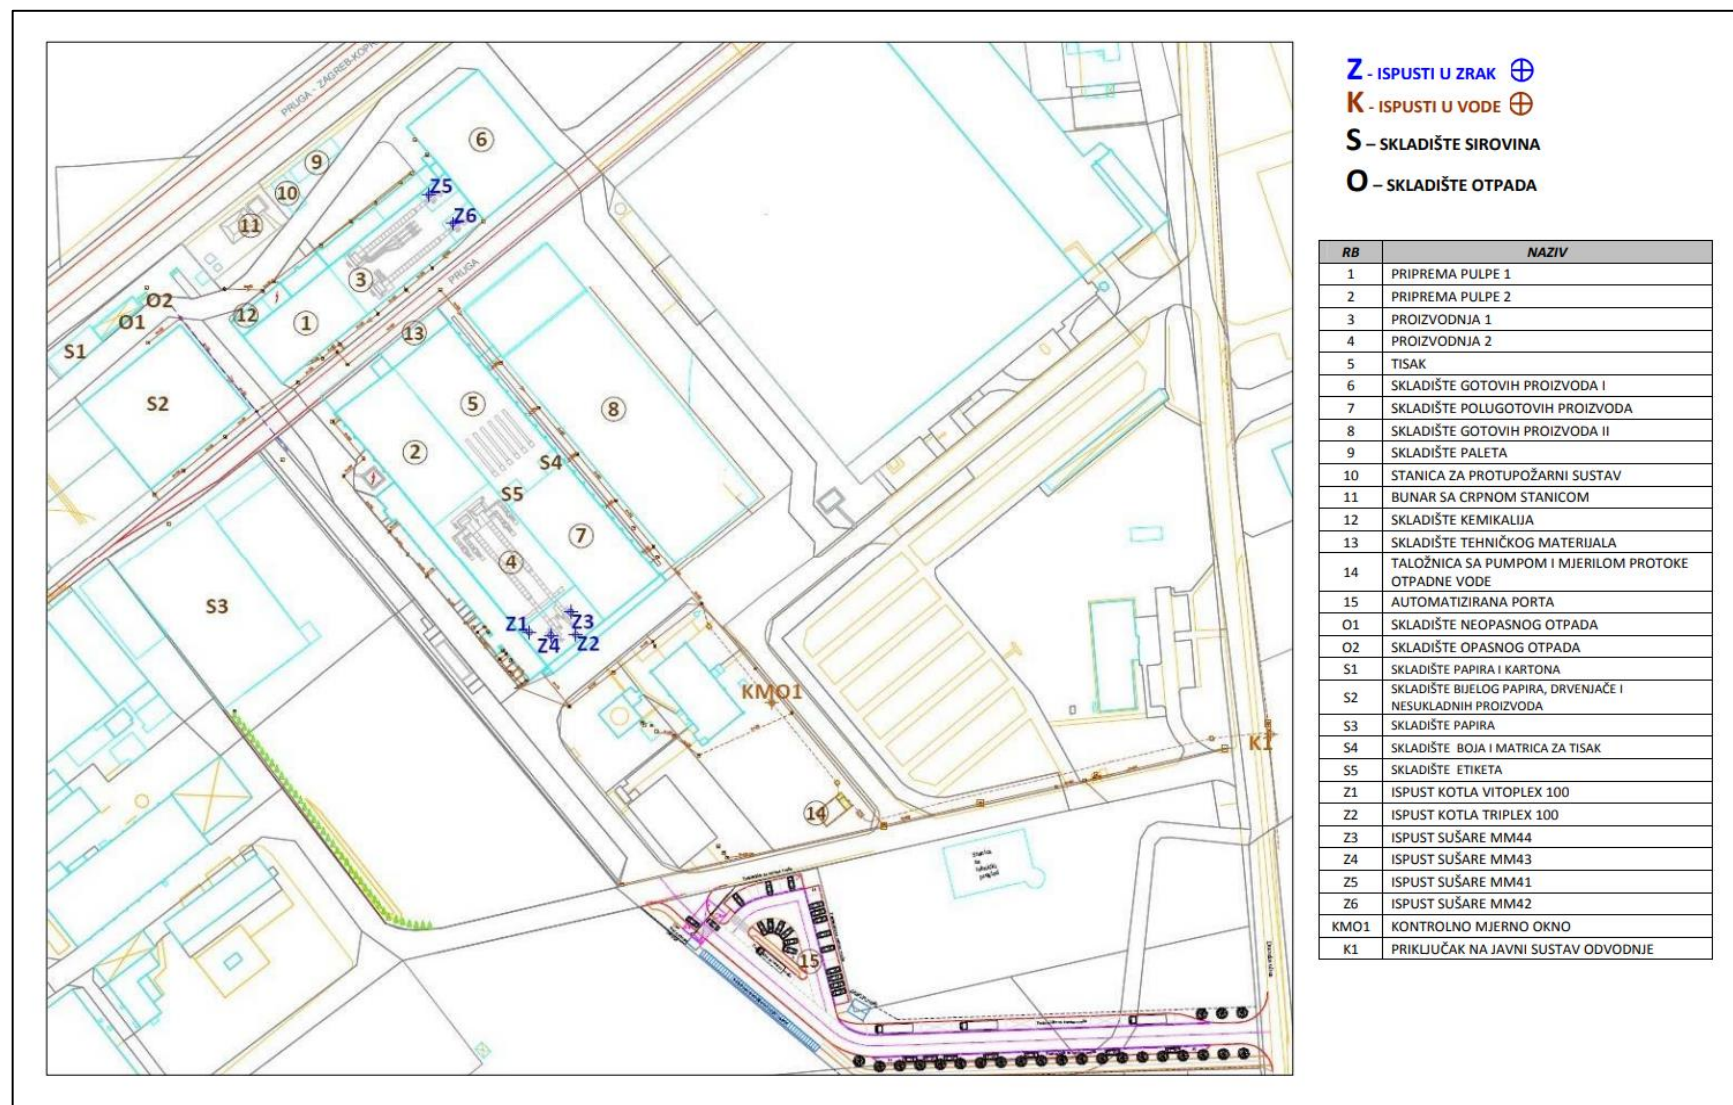 PRUGA - ZAGREB-KOPR
Z - ISPUSTI U ZRAK
K - ISPUSTI U VODE
S – SKLADIŠTE SIROVINA
O – SKLADIŠTE OTPADA
6
9
10
Z5
11
Z6
PRUGA
3
O2
12
O1
1
13
S1
S2
5
8
2
S4
S5
7
4
S3
Z1
Z3
Z4
Z2
KMO1
K1
14
15
RB NAZIV
1 PRIPREMA PULPE 1
2 PRIPREMA PULPE 2
3 PROIZVODNJA 1
4 PROIZVODNJA 2
5 TISAK
6 SKLADIŠTE GOTOVIH PROIZVODA I
7 SKLADIŠTE POLUGOTOVIH PROIZVODA
8 SKLADIŠTE GOTOVIH PROIZVODA II
9 SKLADIŠTE PALETA
10 STANICA ZA PROTUPOŽARNI SUSTAV
11 BUNAR SA CRPNOM STANICOM
12 SKLADIŠTE KEMIKALIJA
13 SKLADIŠTE TEHNIČKOG MATERIJALA
14 TALOŽNICA SA PUMPOM I MJERILOM PROTOKE
OTPADNE VODE
15 AUTOMATIZIRANA PORTA
O1 SKLADIŠTE NEOPASNOG OTPADA
O2 SKLADIŠTE OPASNOG OTPADA
S1 SKLADIŠTE PAPIRA I KARTONA
S2 SKLADIŠTE BIJELOG PAPIRA, DRVENJAČE I
NESUKLADNIH PROIZVODA
S3 SKLADIŠTE PAPIRA
S4 SKLADIŠTE BOJA I MATRICA ZA TISAK
S5 SKLADIŠTE ETIKETA
Z1 ISPUST KOTLA VITOPLEX 100
Z2 ISPUST KOTLA TRIPLEX 100
Z3 ISPUST SUŠARE MM44
Z4 ISPUST SUŠARE MM43
Z5 ISPUST SUŠARE MM41
Z6 ISPUST SUŠARE MM42
KMO1 KONTROLNO MJERNO OKNO
K1 PRIKLJUČAK NA JAVNI SUSTAV ODVODNJE